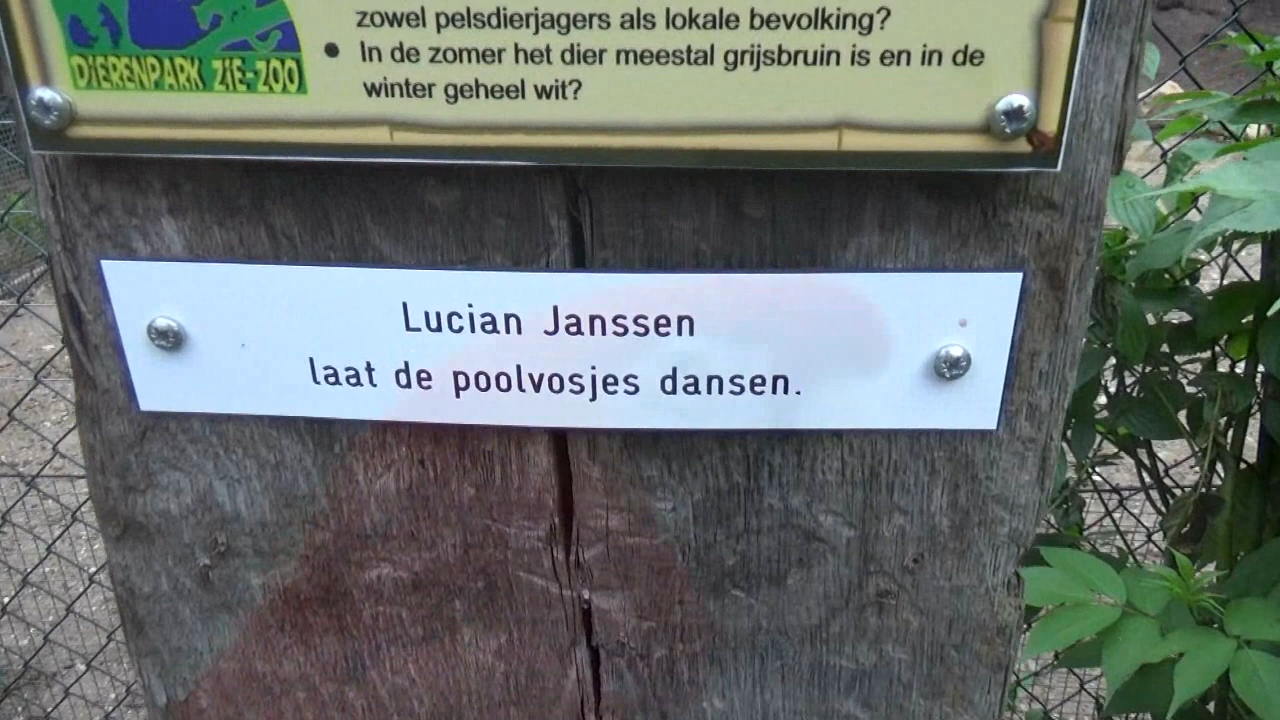 zowel pelsdierjagers als lokale bevolking?
• In de zomer het dier meestal grijsbruin is en in de
winter geheel wit?
DiERENPARK ZiE-ZOO
Lucian Janssen
laat de poolvosjes dansen.